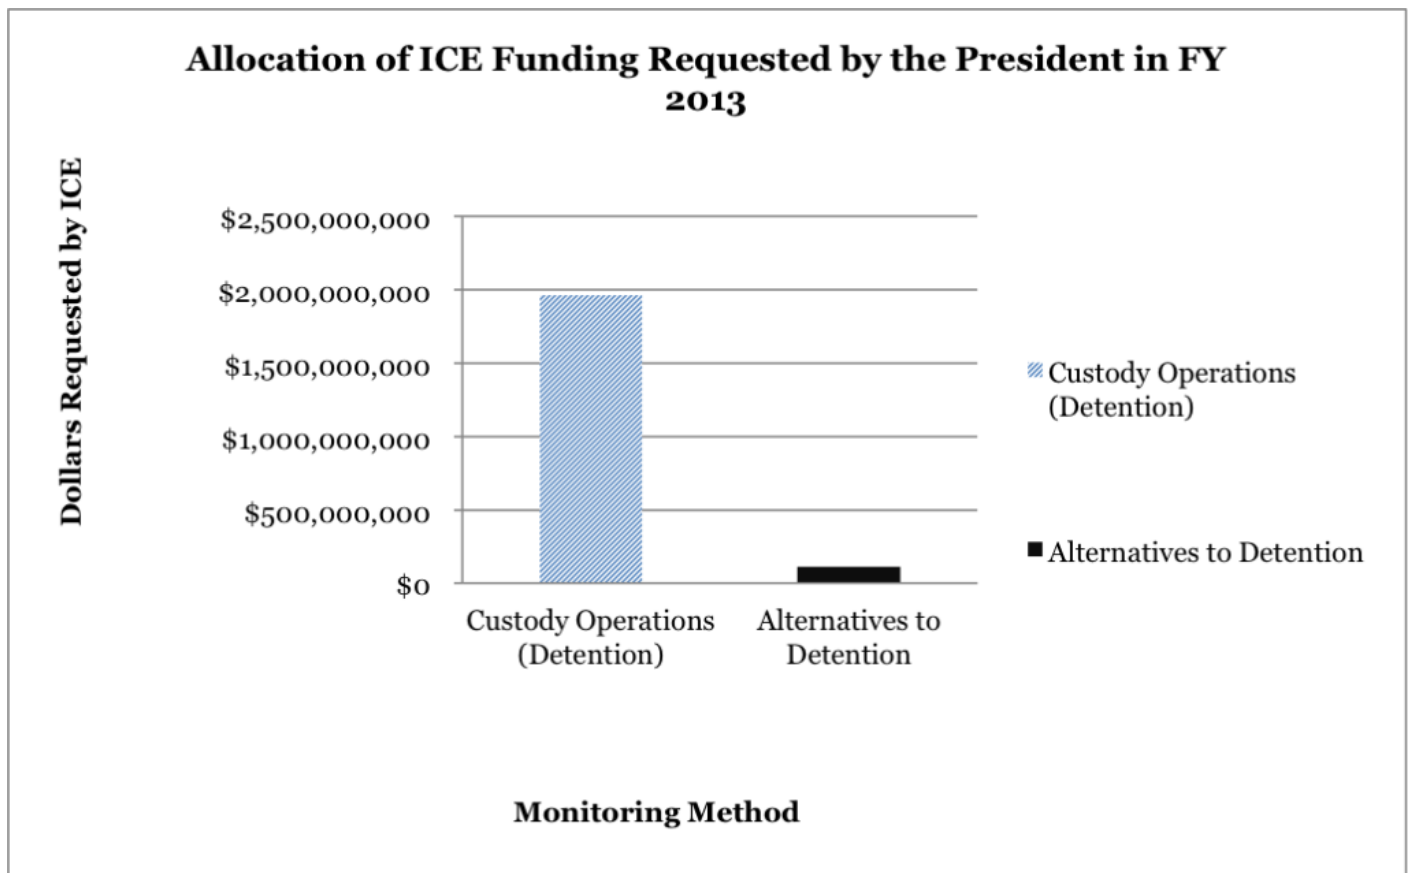 Allocation of ICE Funding Requested by the President in FY
2013
Dollars Requested by ICE
$2,500,000,000
$2,000,000,000
$1,500,000,000
$1,000,000,000
$500,000,000
$0
Custody Operations
(Detention)
Alternatives to
Detention
Custody Operations
(Detention)
Alternatives to Detention
Monitoring Method